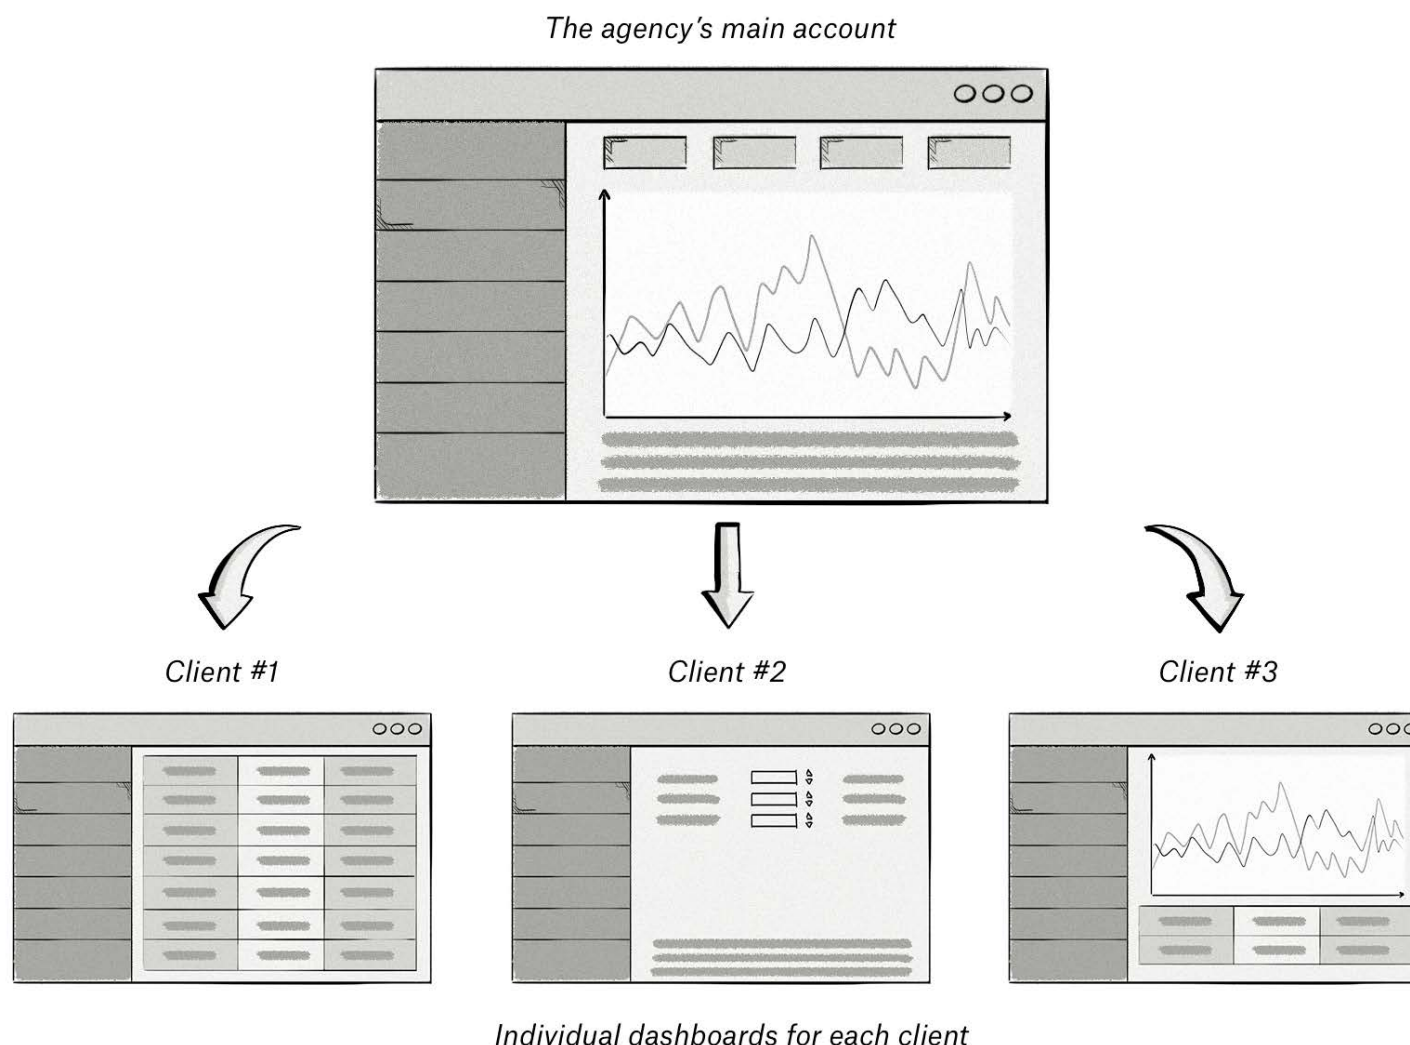 The agency’s main account
Client #1
Client #2
Client #3
Individual dashboards for each client